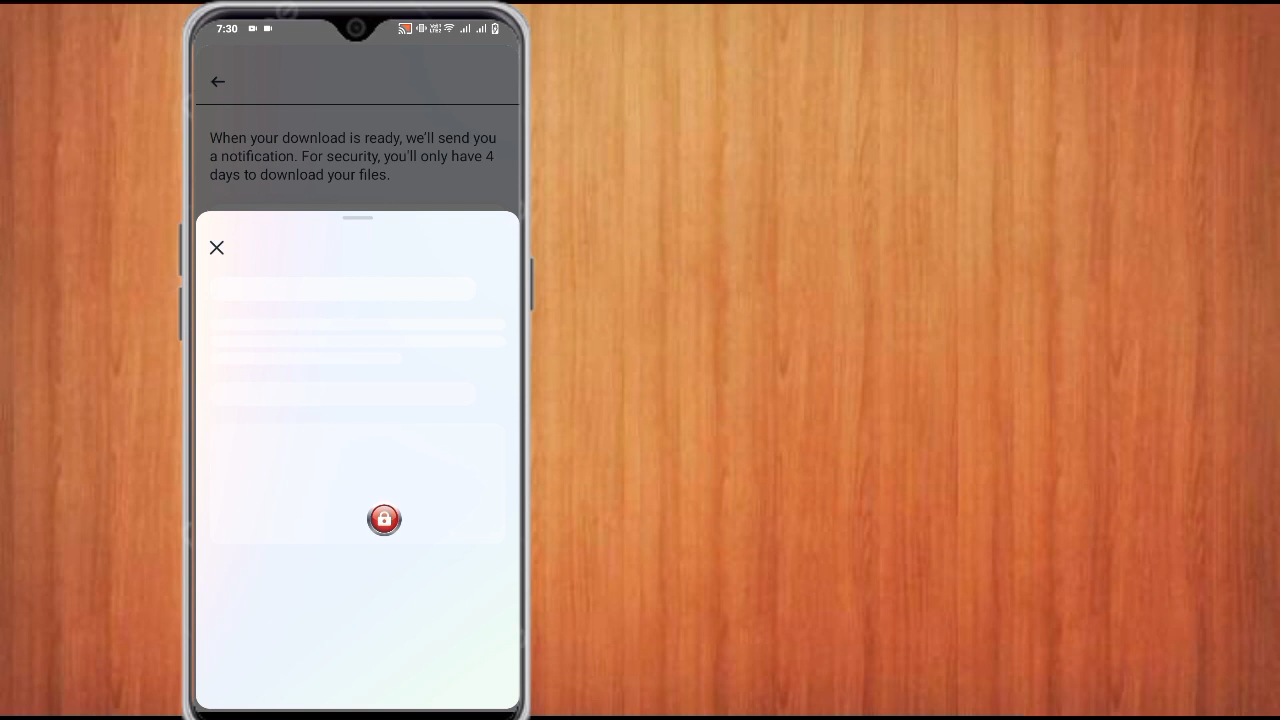 7:30
When your download is ready, we'll send you
a notification. For security, you'll only have 4
days to download your files.